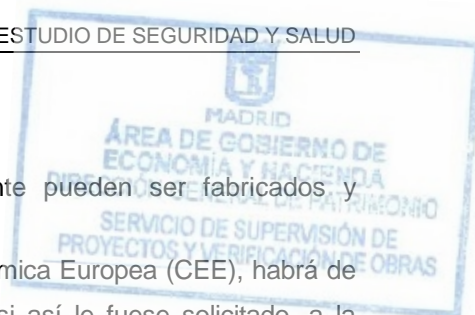 ESTUDIO DE SEGURIDAD Y SALUD
MADRID
ÁREA DE GOBIERNO DE
ECONOMÍA Y HACIENDA
nte pueden ser fabricados y
DIRECCIÓN GENERAL DE PATRIMONIO
SERVICIO DE SUPERVISIÓN DE
PROYECTOS Y VERIFICACIÓN DE OBRAS
mica Europea (CEE), habrá de
si así le fuese solicitado, a la